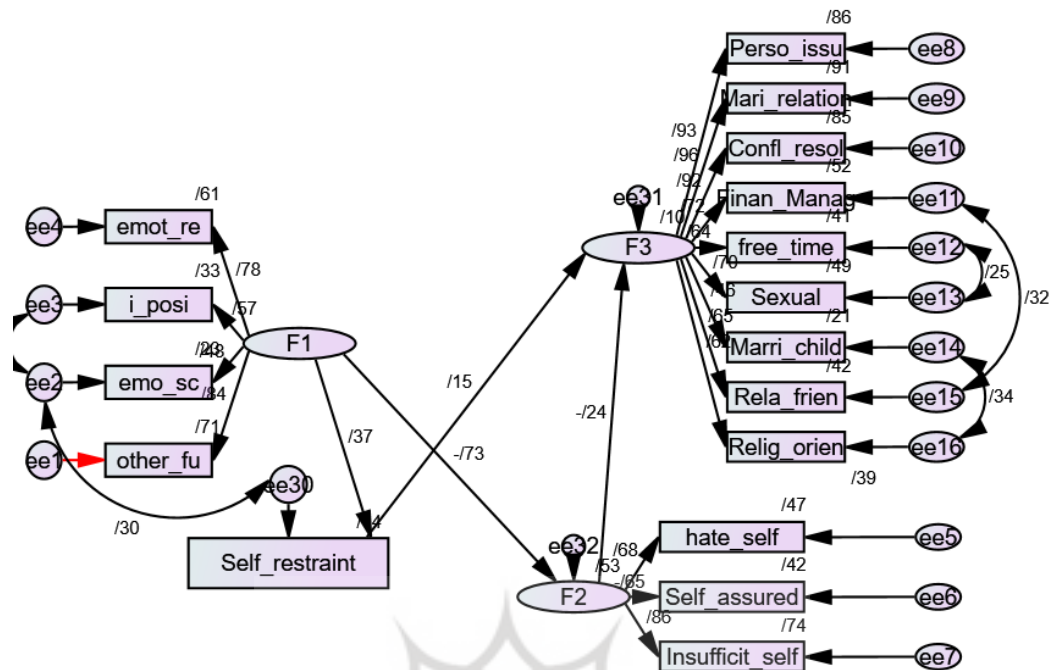 /86
Perso_issu
ee8
/91
Mari_relation
ee9
/85
Confl_resol
ee10
/93
/96
/92
/52
Finan_Manag
ee11
ee31
/10
/64
/41
F3
free_time
ee12
/25
/32
/70
/49
Sexual
ee13
/21
/65
Marri_child
ee14
/42
Rela_frien
ee15
/34
Relig_orien
ee16
/39
/61
ee4
emot_re
/78
/33
ee3
i_posi
/57
F1
ee2
emo_sc
/84
/71
ee1
other_fu
/15
-/24
/37
-/73
ee30
/30
Self_restraint
/47
hate_self
ee5
ee32
/68
/53
-/65
/42
F2
Self_assured
ee6
/86
/74
Insufficit_self
ee7